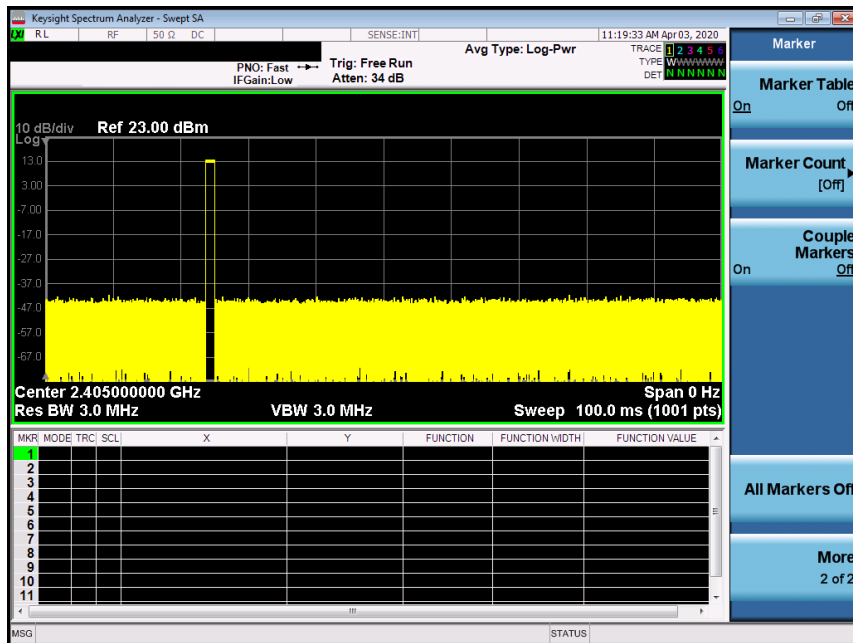 Keysight Spectrum Analyzer - Swept SA
LXI RL RF 50 Ω DC SENSE:INT 11:19:33 AM Apr 03, 2020
PNO: Fast Trig: Free Run Avg Type: Log-Pwr TRACE 1 2 3 4 5 6
IFGain:Low Atten: 34 dB TYPE WWWWWW
DET N N N N N N
10 dB/div Ref 23.00 dBm
Log
13.0
3.00
-7.00
-17.0
-27.0
-37.0
-47.0
-57.0
-67.0
Center 2.405000000 GHz Span 0 Hz
Res BW 3.0 MHz VBW 3.0 MHz Sweep 100.0 ms (1001 pts)
MKR MODE TRC SCL X Y FUNCTION FUNCTION WIDTH FUNCTION VALUE
1
2
3
4
5
6
7
8
9
10
11
MSG STATUS
Marker
Marker Table
On Off
Marker Count
[Off]
Couple
Markers
On Off
All Markers Off
More
2 of 2